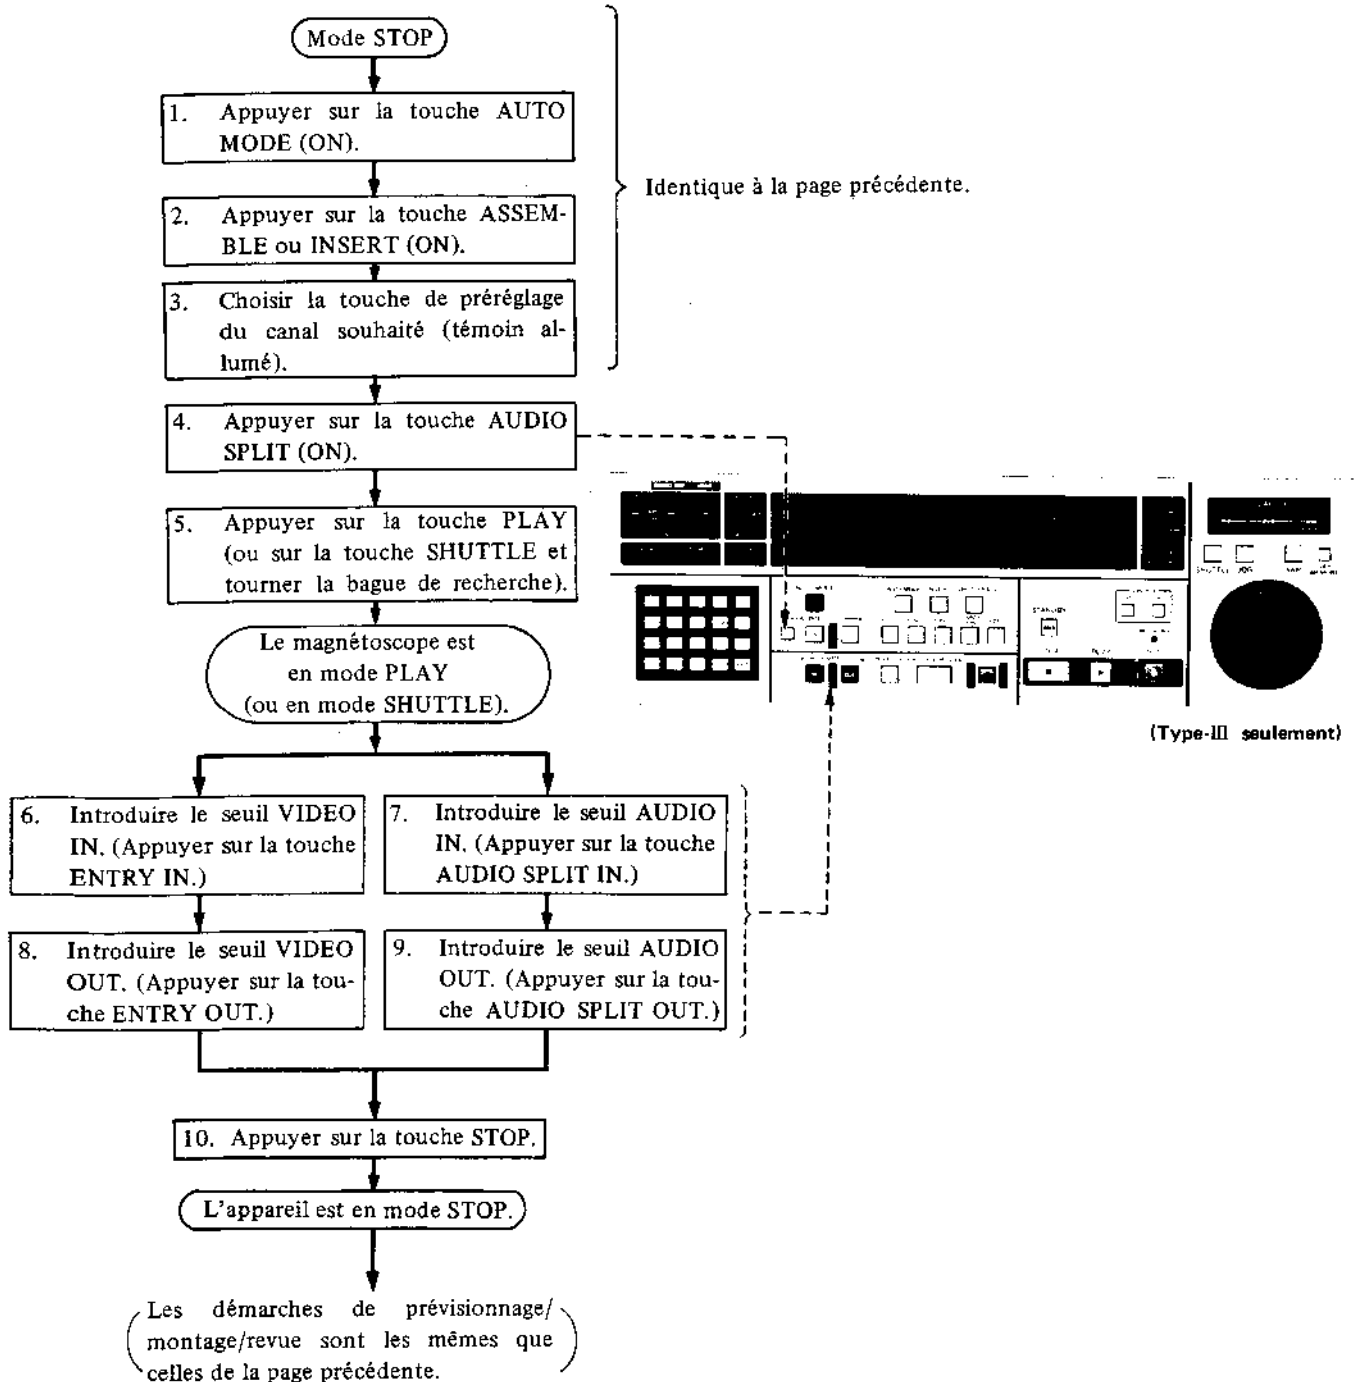 Mode STOP
1. Appuyer sur la touche AUTO
MODE (ON).
2. Appuyer sur la touche ASSEM-
BLE ou INSERT (ON).
3. Choisir la touche de préréglage
du canal souhaité (témoin al-
lumé).
Identique à la page précédente.
4. Appuyer sur la touche AUDIO
SPLIT (ON).
5. Appuyer sur la touche PLAY
(ou sur la touche SHUTTLE et
tourner la bague de recherche).
Le magnétoscope est
en mode PLAY
(ou en mode SHUTTLE).
SHUTTLE JOG
STANDBY
PLAY
(Type-III seulement)
6. Introduire le seuil VIDEO
IN. (Appuyer sur la touche
ENTRY IN.)
7. Introduire le seuil AUDIO
IN. (Appuyer sur la touche
AUDIO SPLIT IN.)
8. Introduire le seuil VIDEO
OUT. (Appuyer sur la tou-
che ENTRY OUT.)
9. Introduire le seuil AUDIO
OUT. (Appuyer sur la tou-
che AUDIO SPLIT OUT.)
10. Appuyer sur la touche STOP.
L'appareil est en mode STOP.
Les démarches de prévisionnage/
montage/revue sont les mêmes que
celles de la page précédente.